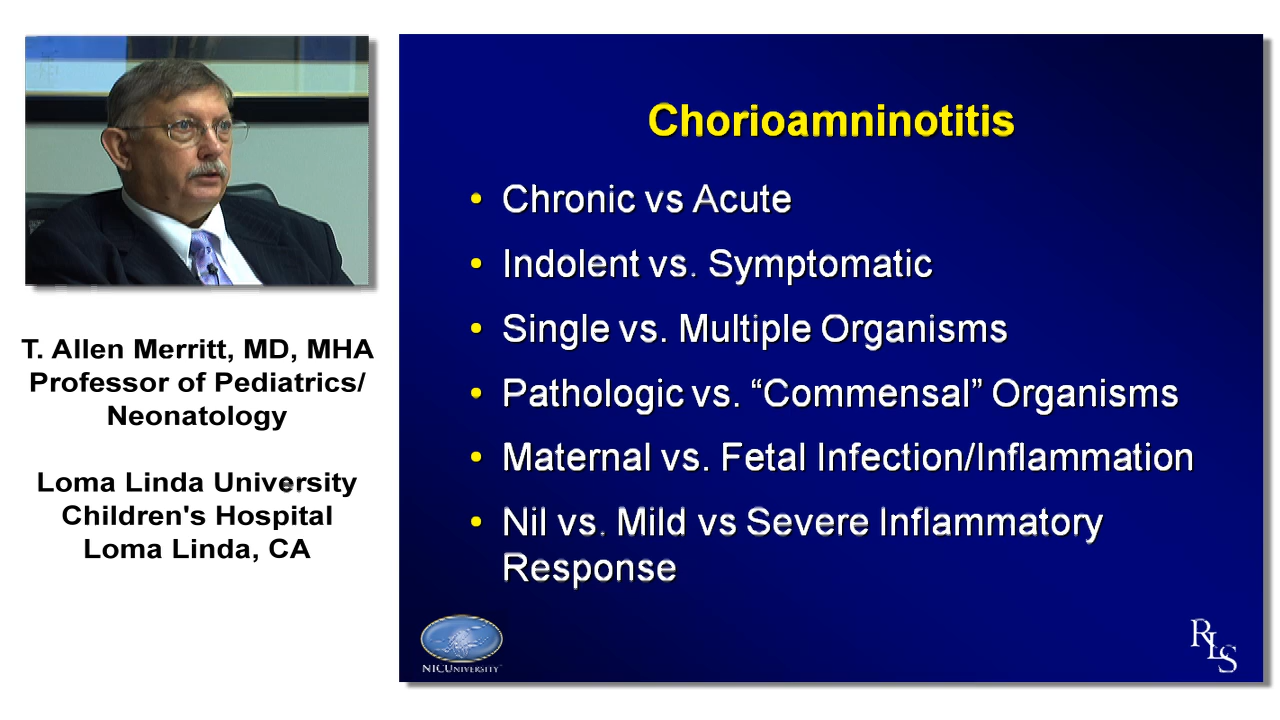 T. Allen Merritt, MD, MHA
Professor of Pediatrics/
Neonatology
Loma Linda University
Children's Hospital
Loma Linda, CA
Chorioamninotitis
• Chronic vs Acute
• Indolent vs. Symptomatic
• Single vs. Multiple Organisms
• Pathologic vs. “Commensal” Organisms
• Maternal vs. Fetal Infection/Inflammation
• Nil vs. Mild vs Severe Inflammatory
Response
NICUNIVERSITY
RLS